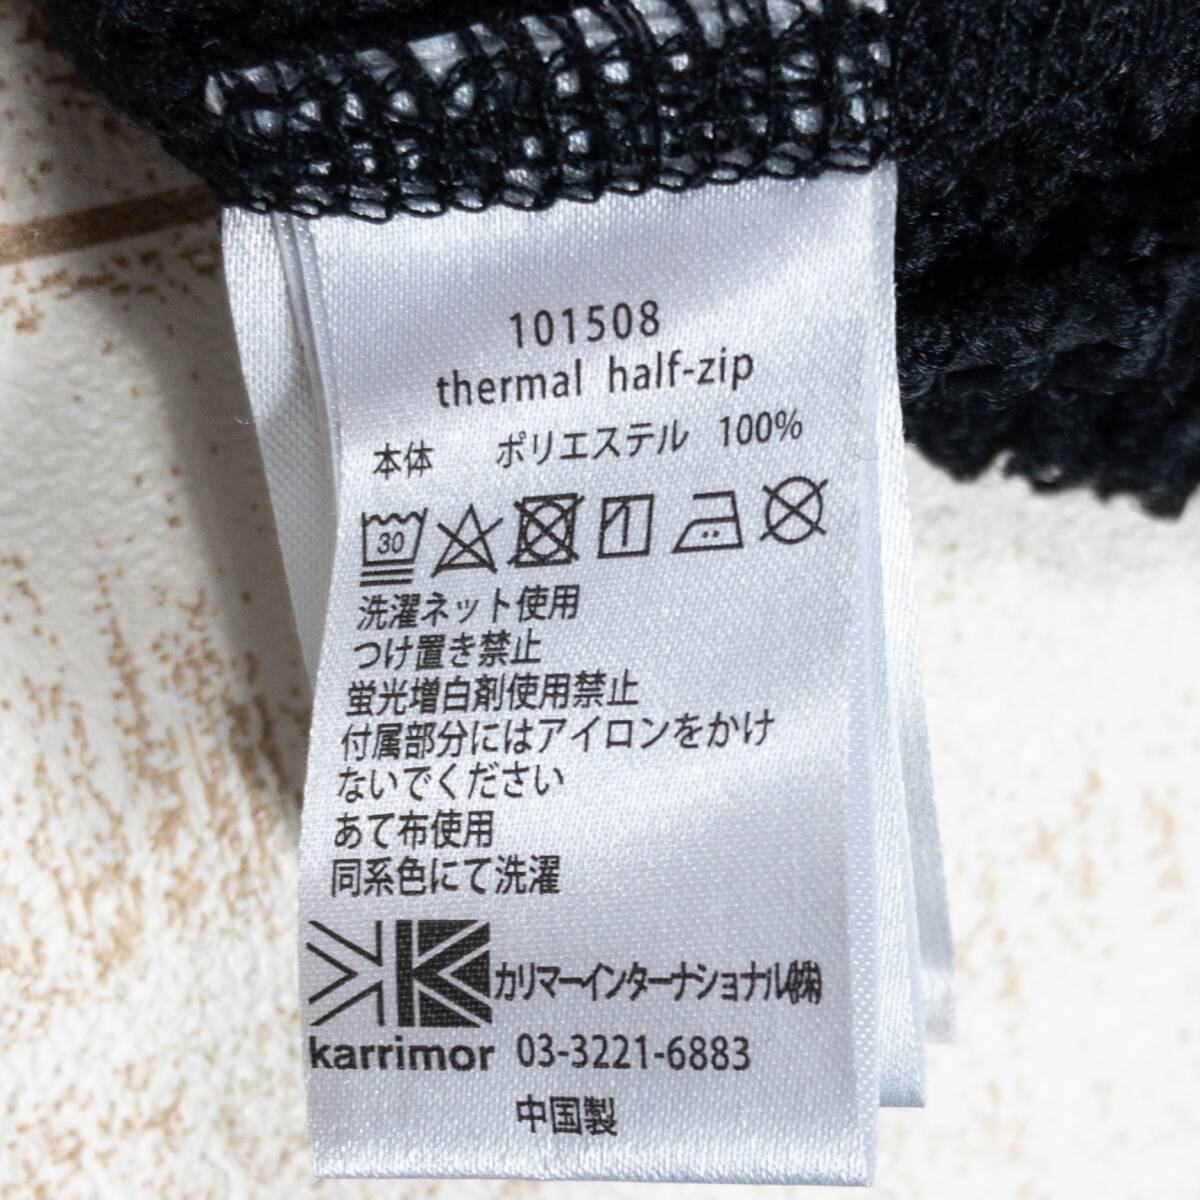 101508
thermal half-zip
本体 ポリエステル 100%
30
洗濯ネット使用
つけ置き禁止
蛍光増白剤使用禁止
付属部分にはアイロンをかけ
ないでください
あて布使用
同系色にて洗濯
カリマーインターナショナル㈱
karrimor 03-3221-6883
中国製